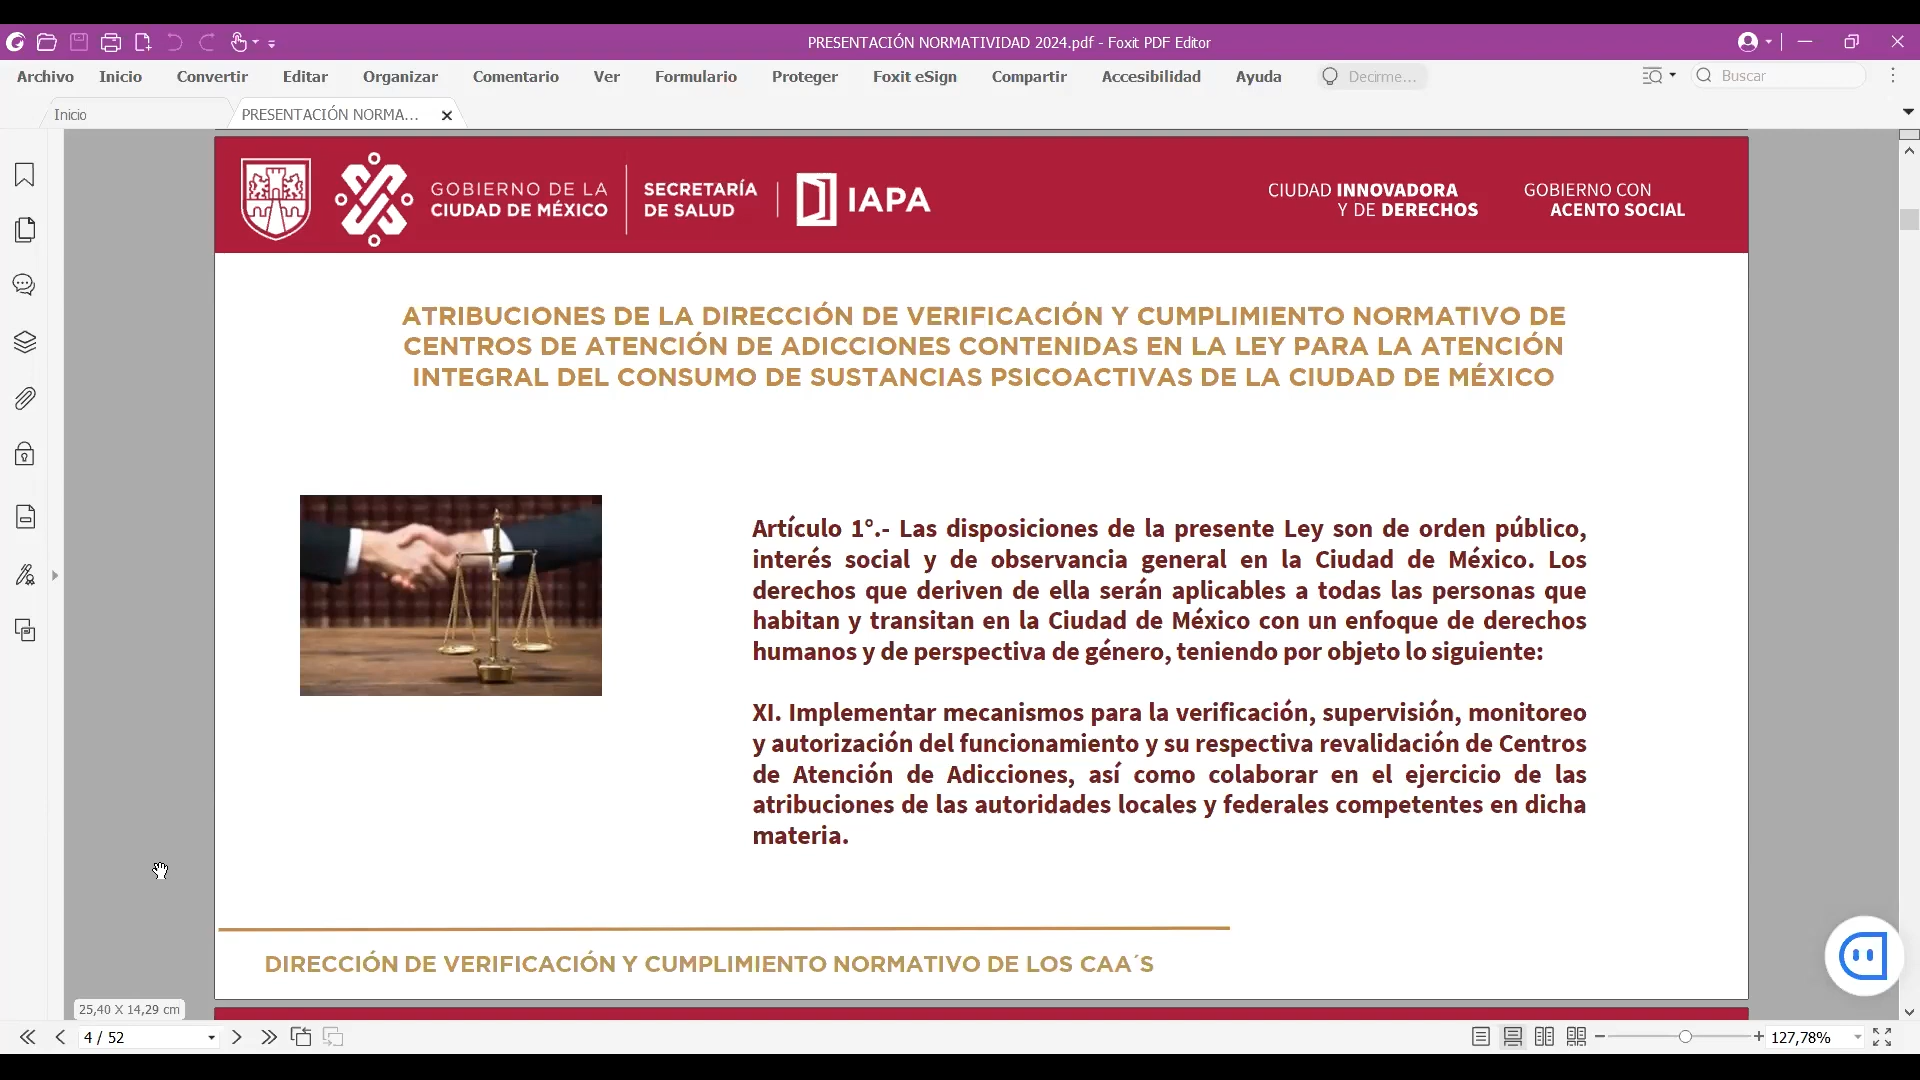 PRESENTACIÓN NORMATIVIDAD 2024.pdf - Foxit PDF Editor
Archivo Inicio Convertir Editar Organizar Comentario Ver Formulario Proteger Foxit eSign Compartir Accesibilidad Ayuda Decirme... Buscar
Inicio PRESENTACIÓN NORMA...
GOBIERNO DE LA
CIUDAD DE MÉXICO
SECRETARÍA
DE SALUD
IAPA
CIUDAD INNOVADORA
Y DE DERECHOS
GOBIERNO CON
ACENTO SOCIAL
ATRIBUCIONES DE LA DIRECCIÓN DE VERIFICACIÓN Y CUMPLIMIENTO NORMATIVO DE
CENTROS DE ATENCIÓN DE ADICCIONES CONTENIDAS EN LA LEY PARA LA ATENCIÓN
INTEGRAL DEL CONSUMO DE SUSTANCIAS PSICOACTIVAS DE LA CIUDAD DE MÉXICO
Artículo 1°.- Las disposiciones de la presente Ley son de orden público,
interés social y de observancia general en la Ciudad de México. Los
derechos que deriven de ella serán aplicables a todas las personas que
habitan y transitan en la Ciudad de México con un enfoque de derechos
humanos y de perspectiva de género, teniendo por objeto lo siguiente:
XI. Implementar mecanismos para la verificación, supervisión, monitoreo
y autorización del funcionamiento y su respectiva revalidación de Centros
de Atención de Adicciones, así como colaborar en el ejercicio de las
atribuciones de las autoridades locales y federales competentes en dicha
materia.
DIRECCIÓN DE VERIFICACIÓN Y CUMPLIMIENTO NORMATIVO DE LOS CAA´S
25,40 X 14,29 cm
4 / 52
127,78%